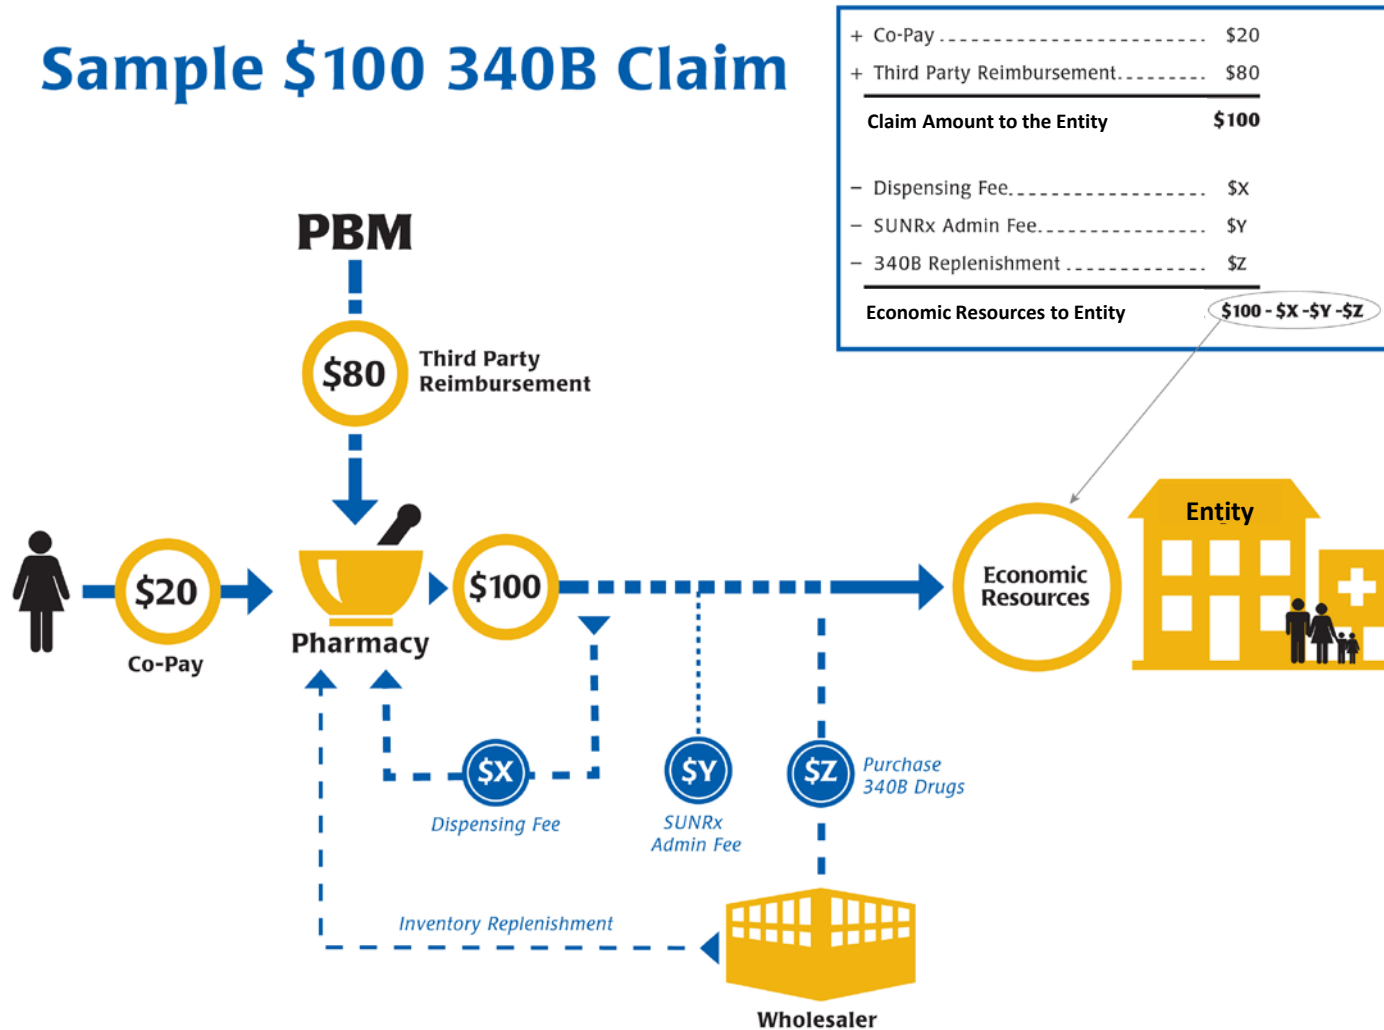 Sample $100 340B Claim
+ Co-Pay $20
+ Third Party Reimbursement $80
Claim Amount to the Entity $100
– Dispensing Fee $X
– SUNRx Admin Fee $Y
– 340B Replenishment $Z
Economic Resources to Entity $100 - $X -$Y -$Z
PBM
$80
Third Party
Reimbursement
$20
Co-Pay
Pharmacy
$100
Economic
Resources
Entity
$X
Dispensing Fee
$Y
SUNRx
Admin Fee
$Z
Purchase
340B Drugs
Inventory Replenishment
Wholesaler